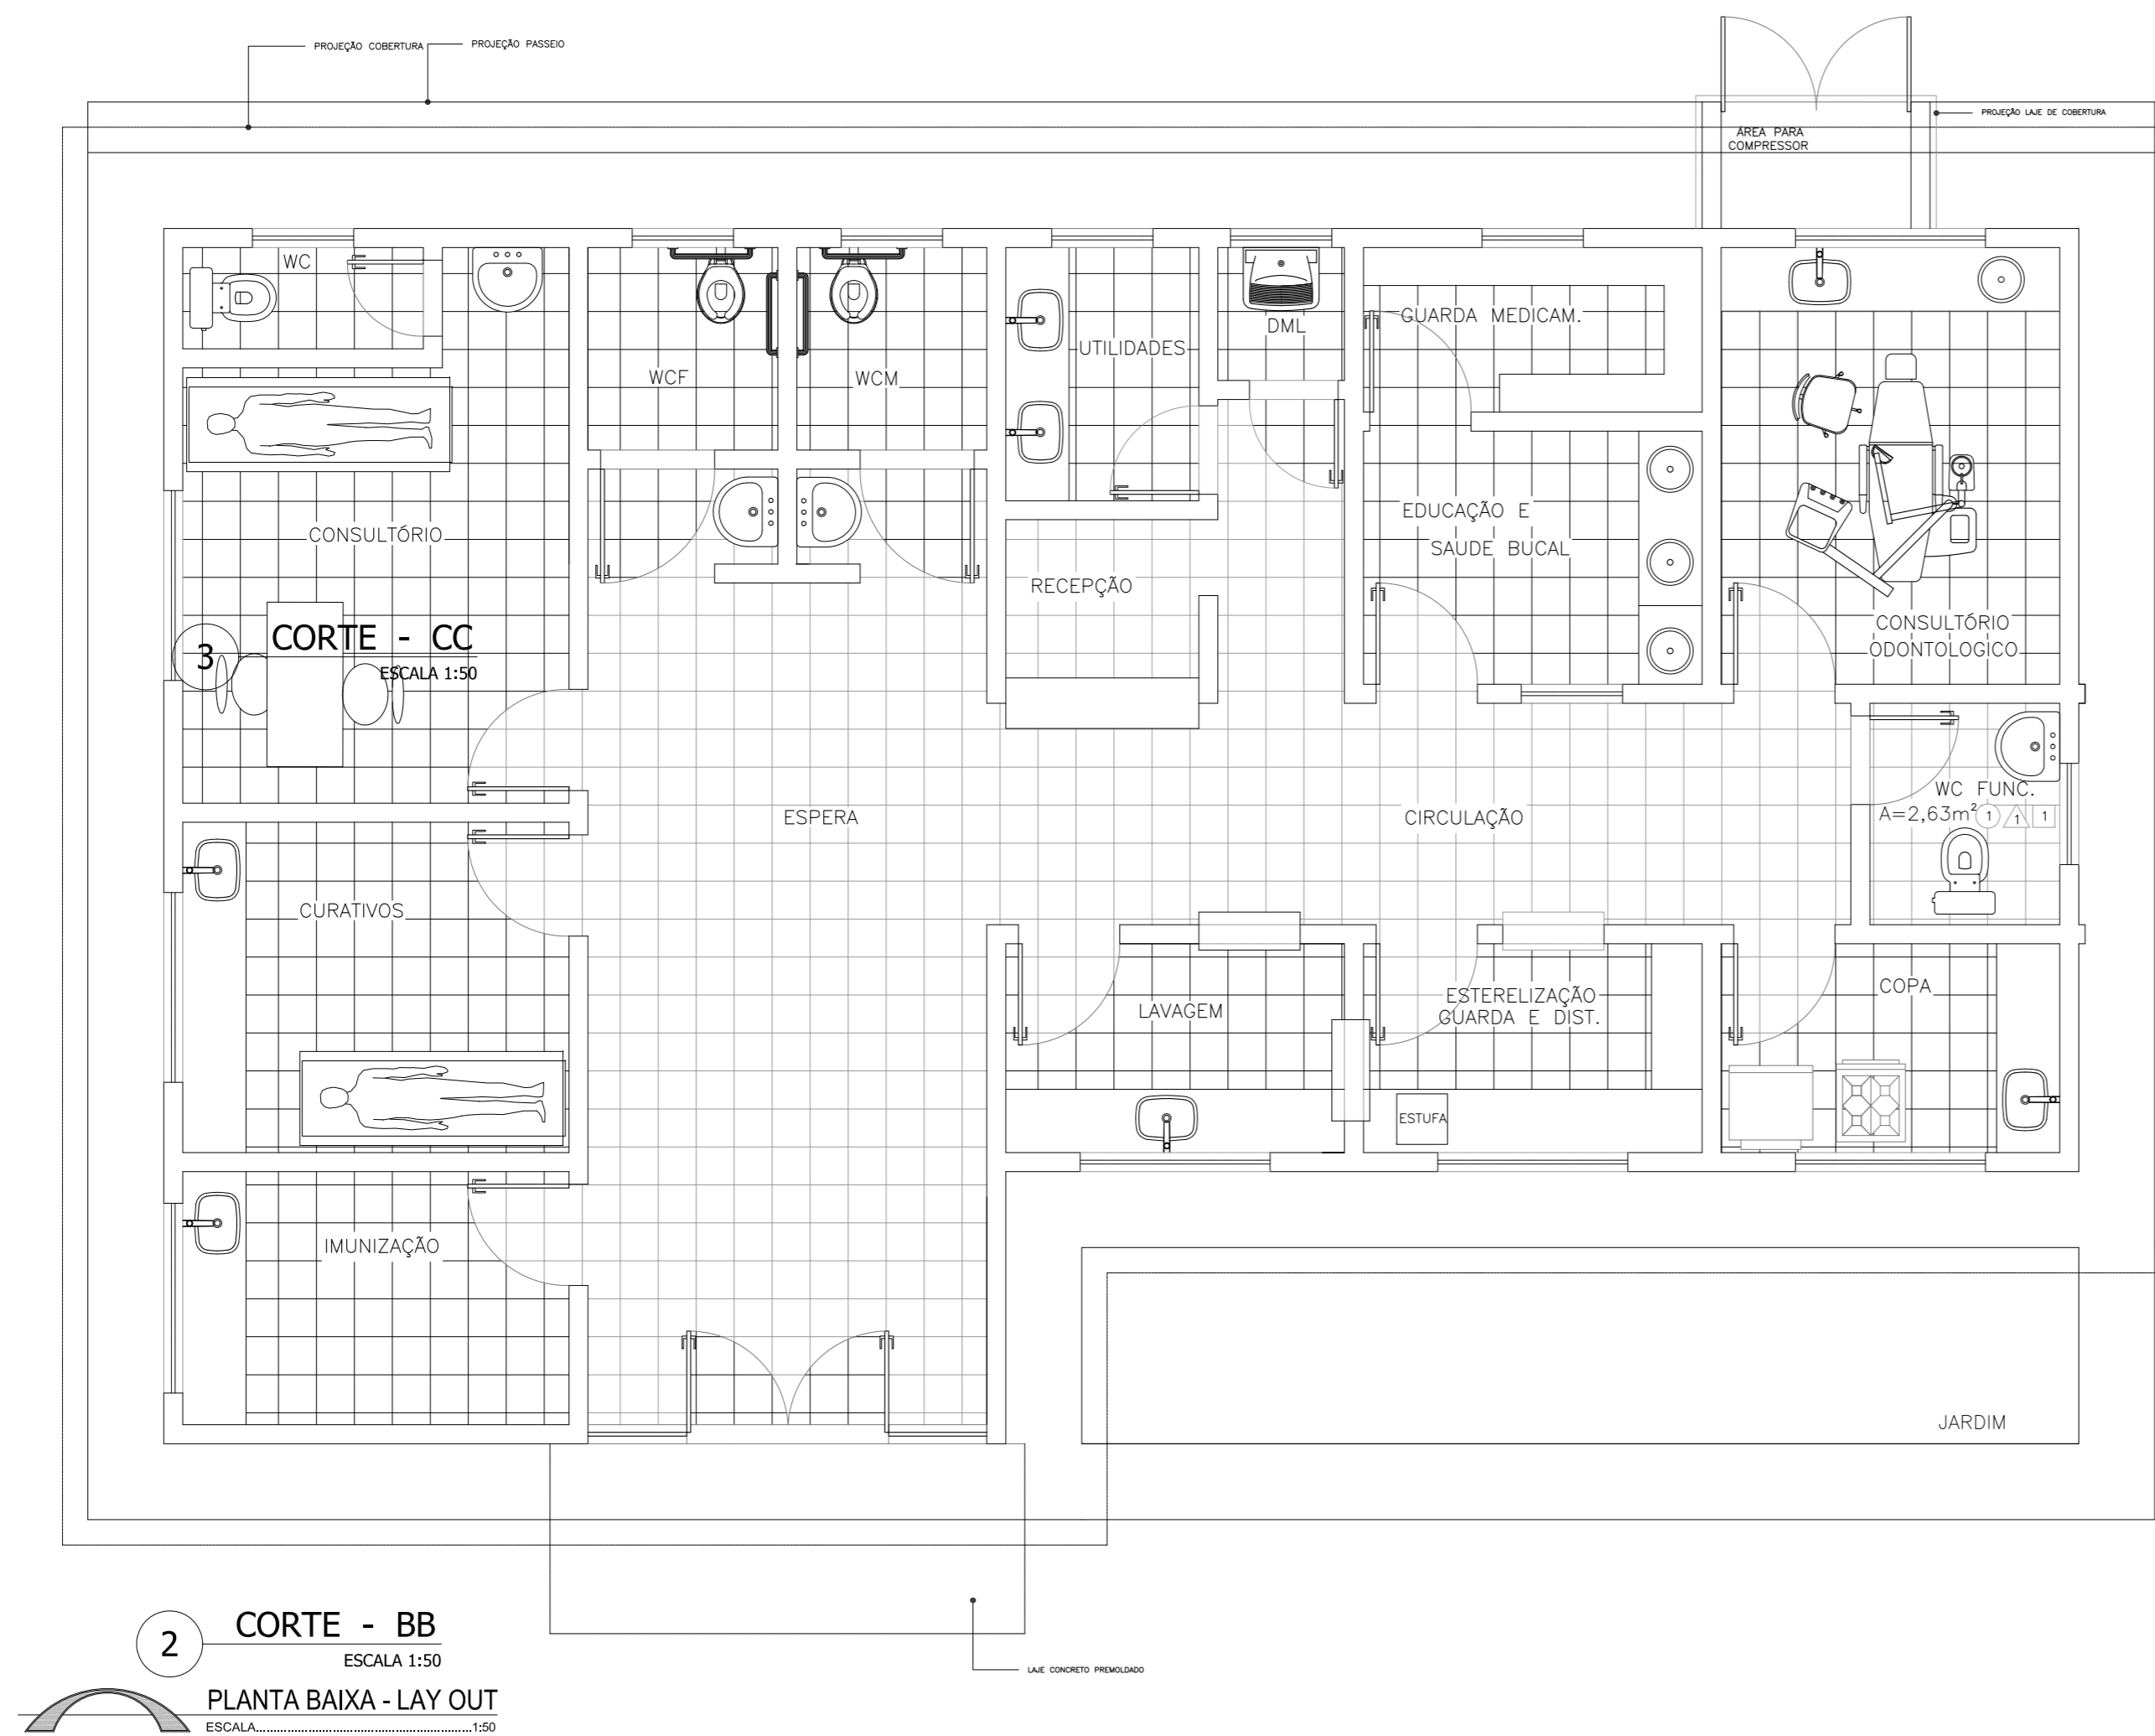 PROJEÇÃO COBERTURA
PROJEÇÃO PASSEIO
PROJEÇÃO LAJE DE COBERTURA
ÁREA PARA
COMPRESSOR
WC
WCF
WCM
UTILIDADES
DML
GUARDA MEDICAM.
CONSULTÓRIO
EDUCAÇÃO E
SAUDE BUCAL
RECEPÇÃO
CONSULTÓRIO
ODONTOLOGICO
3
CORTE - CC
ESCALA 1:50
ESPERA
CIRCULAÇÃO
WC FUNC.
A=2,63m² 1 1 1
CURATIVOS
LAVAGEM
ESTERELIZAÇÃO
GUARDA E DIST.
COPA
ESTUFA
IMUNIZAÇÃO
JARDIM
2
CORTE - BB
ESCALA 1:50
LAJE CONCRETO PREMOLDADO
PLANTA BAIXA - LAY OUT
ESCALA..........................................................1:50